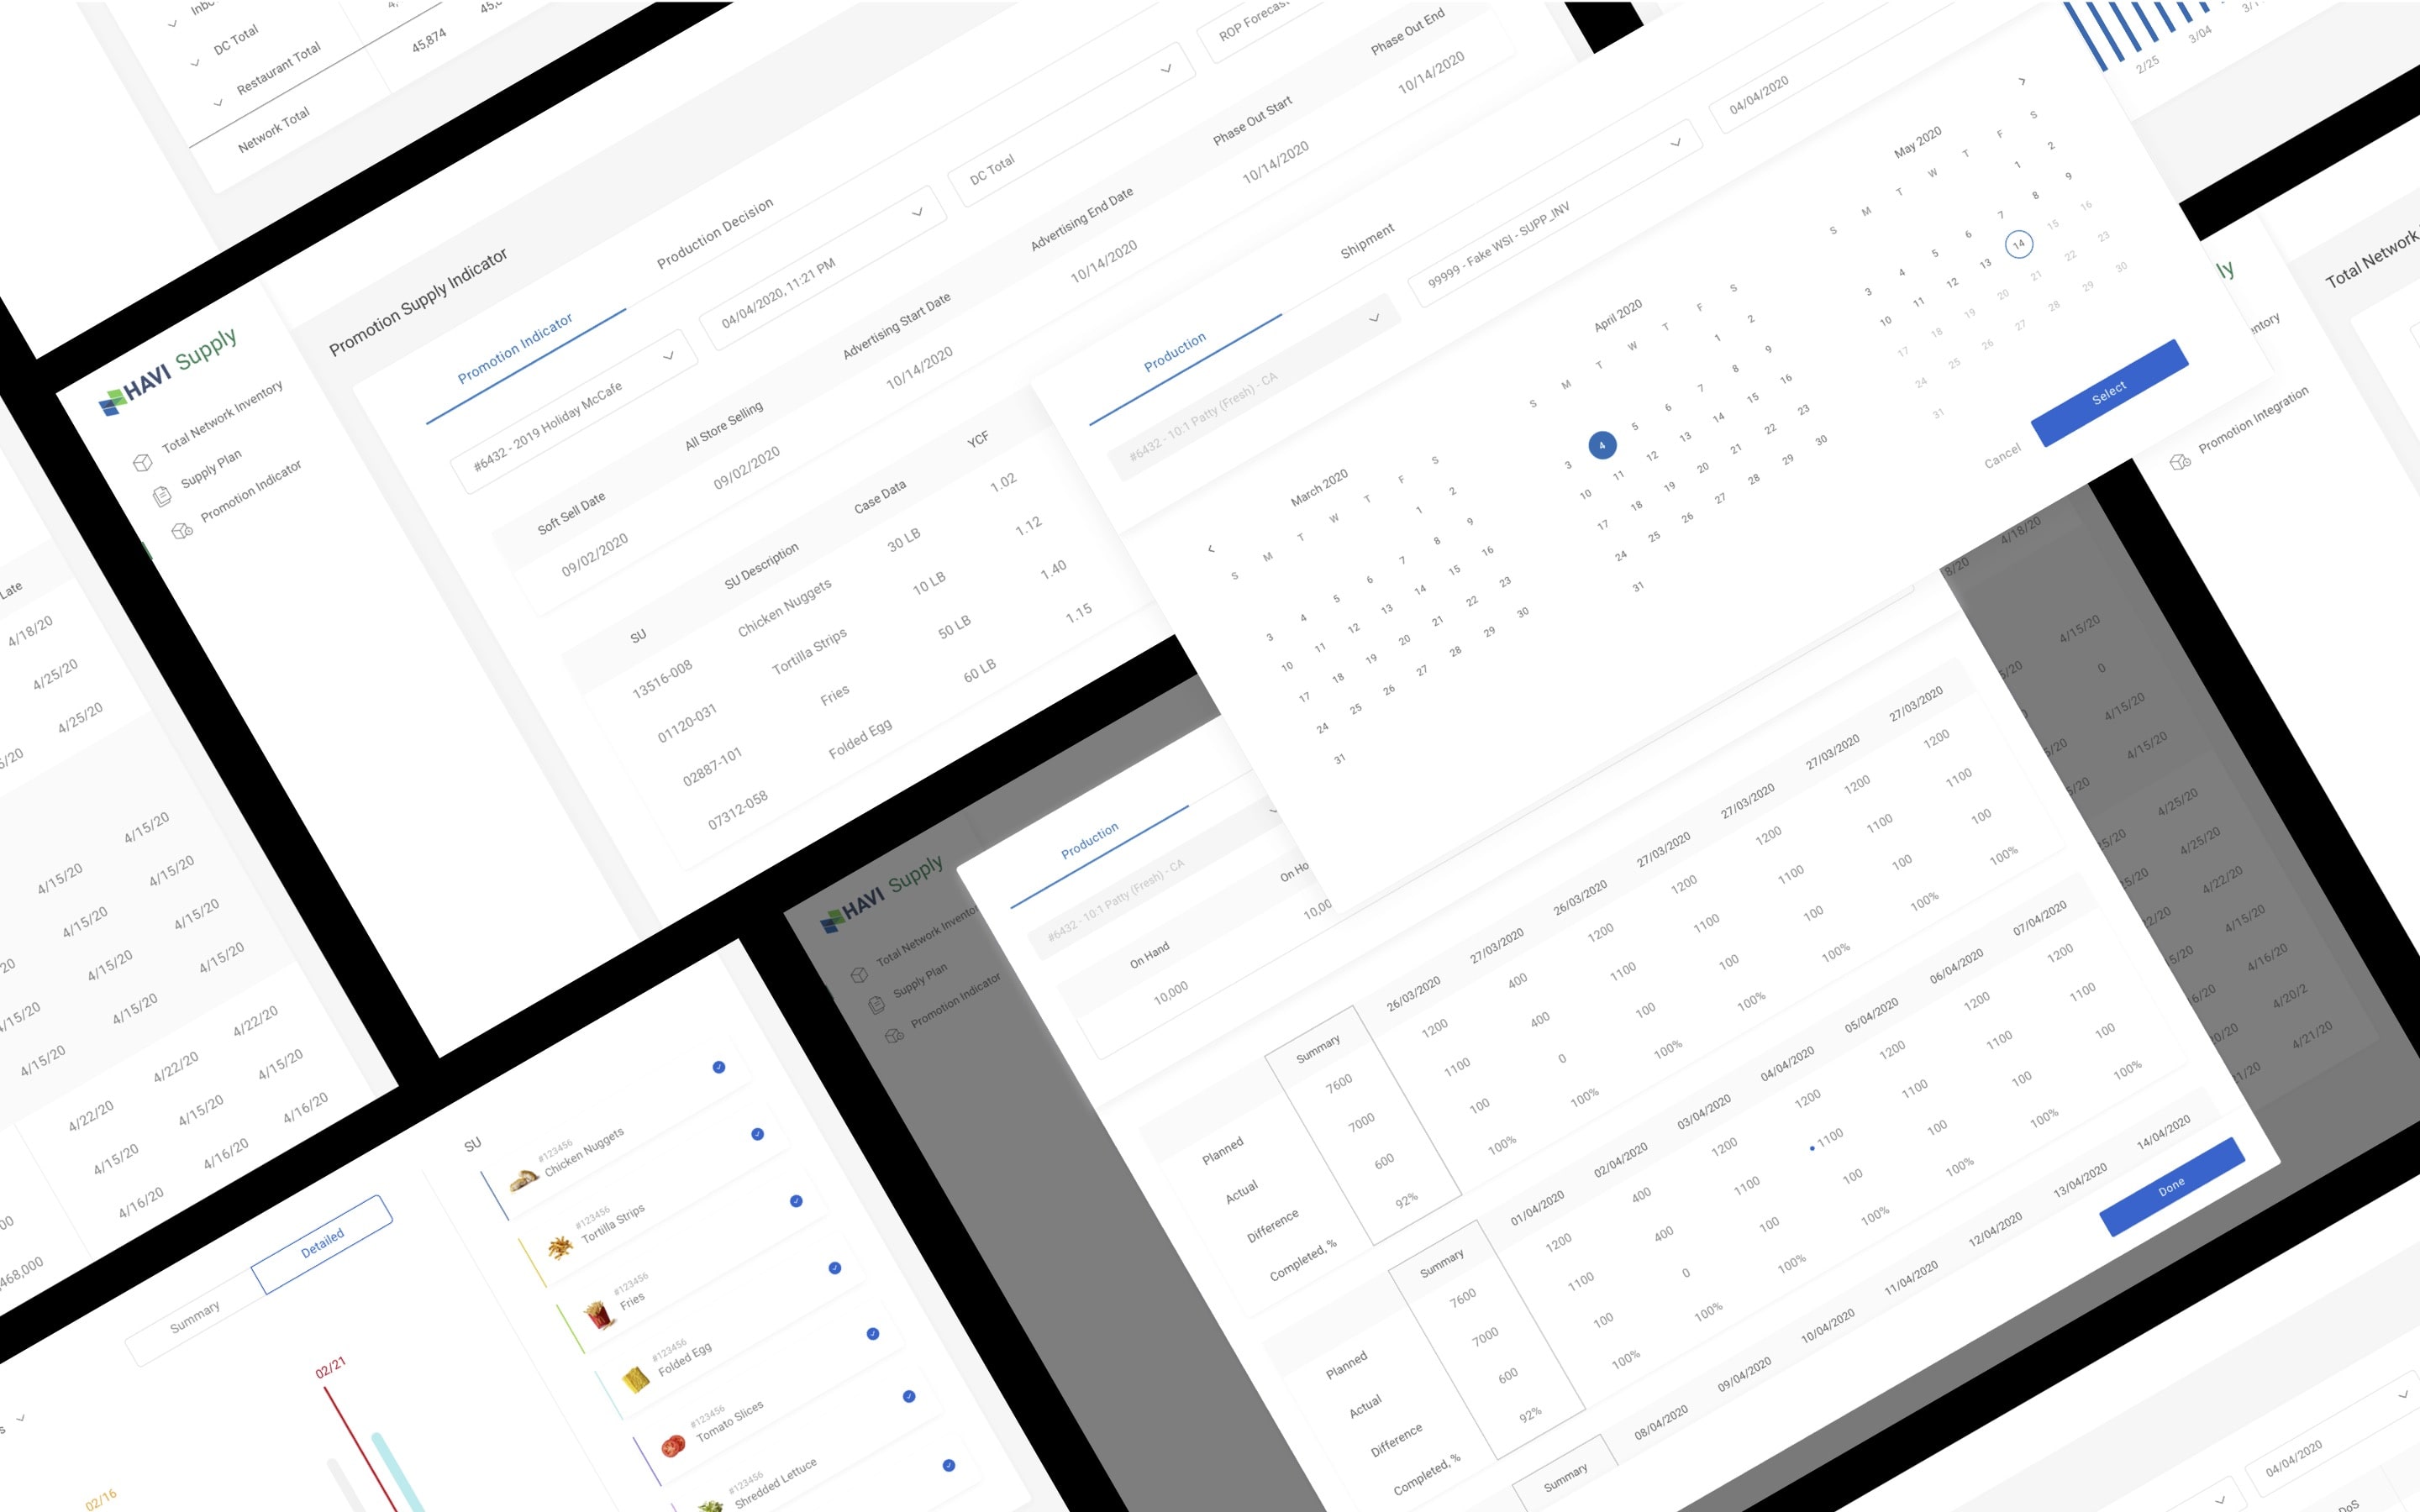 DC Total
Restaurant Total
Network Total
45,874
HAVI Supply
Total Network Inventory
Supply Plan
Promotion Indicator
Promotion Supply Indicator
Promotion Indicator
Production Decision
#6432 - 2019 Holiday McCafe
04/04/2020, 11:21 PM
DC Total
Soft Sell Date
All Store Selling
Advertising Start Date
Advertising End Date
Phase Out Start
Phase Out End
09/02/2020
09/02/2020
10/14/2020
10/14/2020
10/14/2020
10/14/2020
SU
SU Description
Case Data
YCF
13516-008
Chicken Nuggets
30 LB
1.02
01120-031
Tortilla Strips
10 LB
1.12
02887-101
Fries
50 LB
1.40
07312-058
Folded Egg
60 LB
1.15
Production
Shipment
#6432 - 10:1 Patty (Fresh) - CA
99999 - Fake WSI - SUPP_INV
04/04/2020
March 2020
S M T W T F S
1 2
3 4 5 6 7 8 9
10 11 12 13 14 15 16
17 18 19 20 21 22 23
24 25 26 27 28 29 30
31
April 2020
S M T W T F S
1 2
3 4 5 6 7 8 9
10 11 12 13 14 15 16
17 18 19 20 21 22 23
24 25 26 27 28 29 30
31
May 2020
S M T W T F S
1 2
3 4 5 6 7 8 9
10 11 12 13 14 15 16
17 18 19 20 21 22 23
24 25 26 27 28 29 30
31
Cancel
Select
2/25
3/04
Total Network
Promotion Integration
4/18/20
4/25/20
4/25/20
4/15/20
4/15/20 4/15/20
4/15/20 4/15/20
4/15/20 4/15/20
4/15/20 4/15/20
4/22/20 4/22/20 4/22/20
4/15/20 4/15/20 4/15/20
4/16/20 4/16/20 4/16/20
Summary
Detailed
02/21
02/16
SU
#123456
Chicken Nuggets
#123456
Tortilla Strips
#123456
Fries
#123456
Folded Egg
#123456
Tomato Slices
#123456
Shredded Lettuce
HAVI Supply
Supply Plan
Promotion Indicator
Production
#6432 - 10:1 Patty (Fresh) - CA
On Hand
10,000
Summary
26/03/2020 27/03/2020 26/03/2020 27/03/2020 27/03/2020 27/03/2020 27/03/2020
Planned
7600 1200 400 1200 1200 1200 1200 1200
Actual
7000 1100 400 1100 1100 1100 1100 1100
Difference
600 100 0 100 100 100 100 100
Completed, %
92% 100% 100% 100% 100% 100% 100% 100%
Summary
01/04/2020 02/04/2020 03/04/2020 04/04/2020 05/04/2020 06/04/2020 07/04/2020
Planned
7600 1200 400 1200 1200 1200 1200 1200
Actual
7000 1100 400 1100 1100 1100 1100 1100
Difference
600 100 0 100 100 100 100 100
Completed, %
92% 100% 100% 100% 100% 100% 100%
Summary
08/04/2020 09/04/2020 10/04/2020 11/04/2020 12/04/2020 13/04/2020 14/04/2020
Done
4/18/20
4/15/20
0
4/15/20
4/15/20
4/25/20
4/25/20
4/22/20
4/15/20
4/16/20
4/21/20
04/04/2020